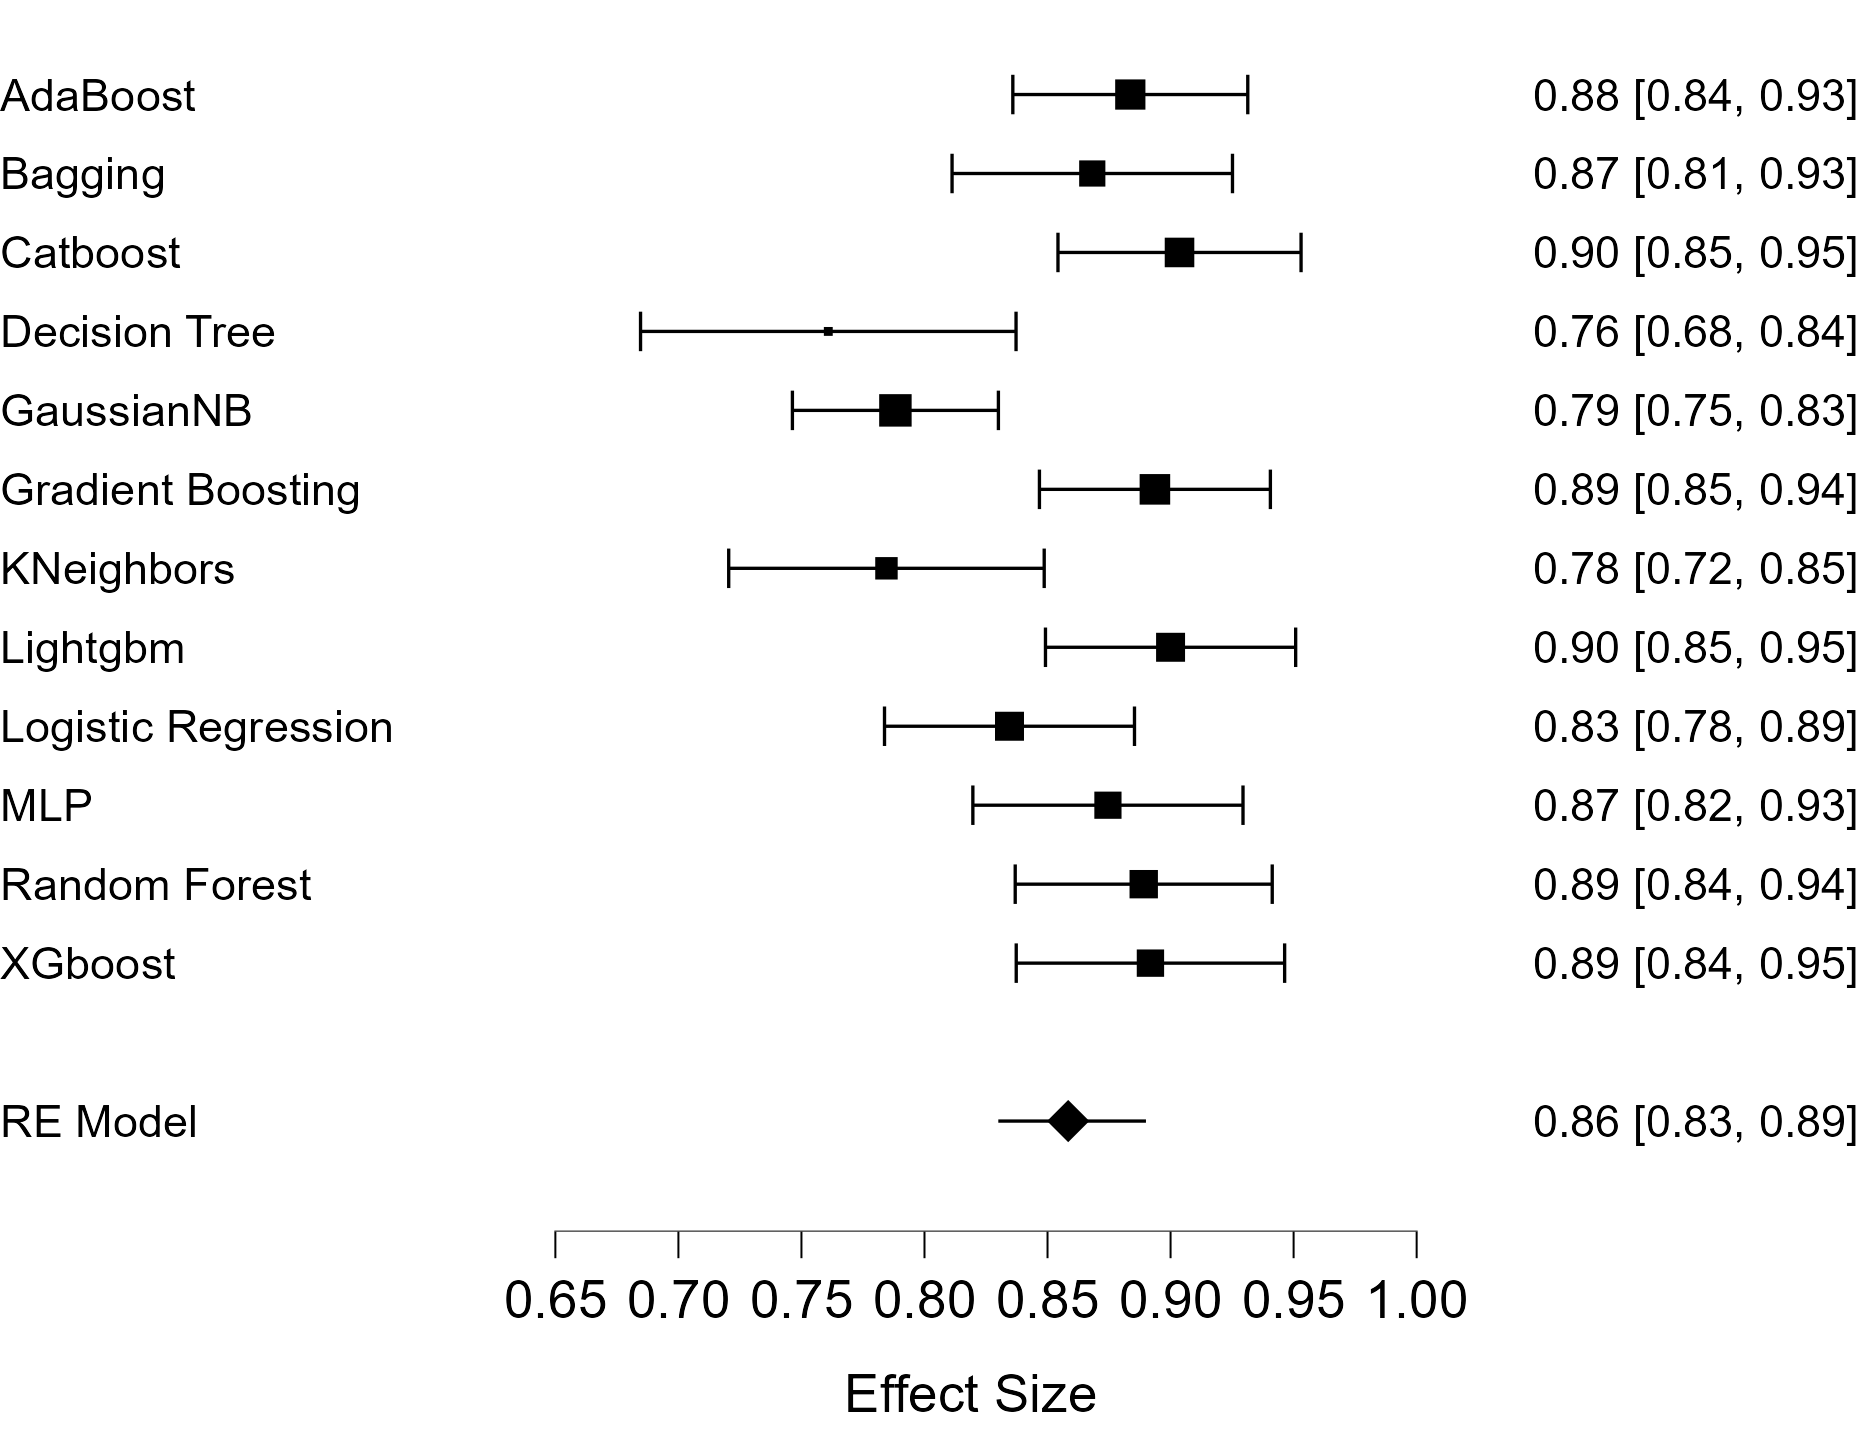 AdaBoost 0.88 [0.84, 0.93]
Bagging 0.87 [0.81, 0.93]
Catboost 0.90 [0.85, 0.95]
Decision Tree 0.76 [0.68, 0.84]
GaussianNB 0.79 [0.75, 0.83]
Gradient Boosting 0.89 [0.85, 0.94]
KNeighbors 0.78 [0.72, 0.85]
Lightgbm 0.90 [0.85, 0.95]
Logistic Regression 0.83 [0.78, 0.89]
MLP 0.87 [0.82, 0.93]
Random Forest 0.89 [0.84, 0.94]
XGboost 0.89 [0.84, 0.95]
RE Model 0.86 [0.83, 0.89]
0.65 0.70 0.75 0.80 0.85 0.90 0.95 1.00
Effect Size